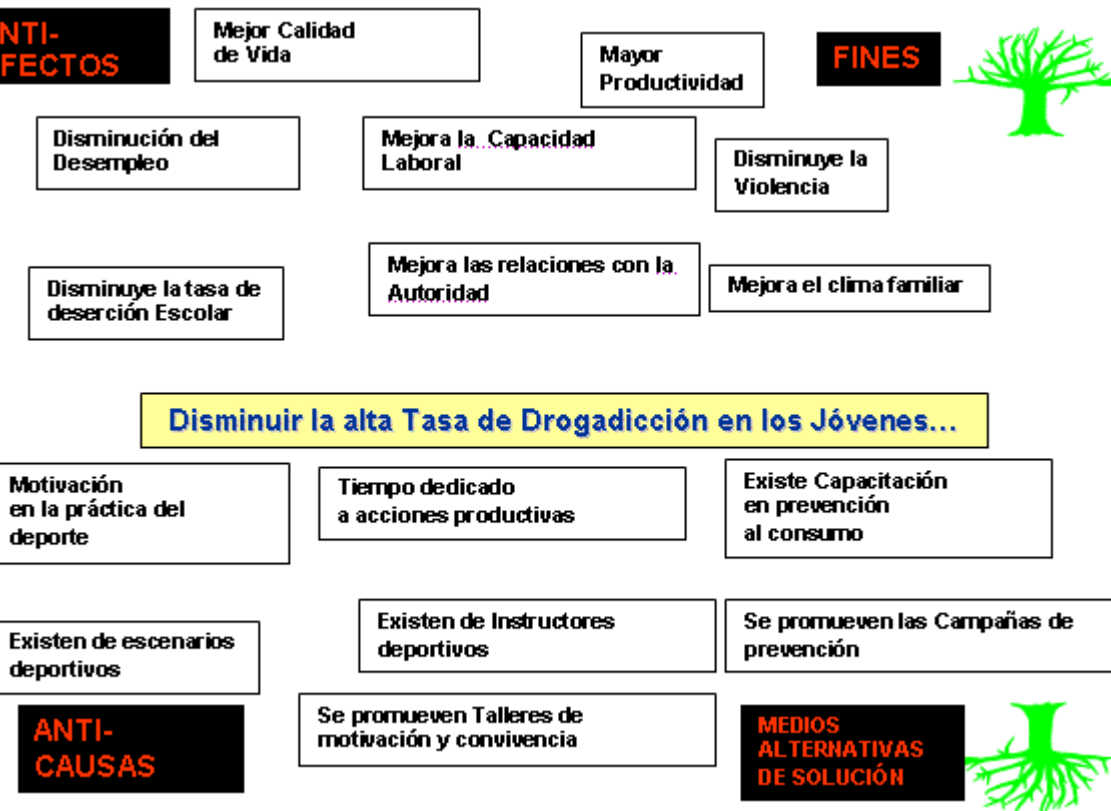 NTI-
FECTOS
Mejor Calidad
de Vida
Mayor
Productividad
FINES
Disminución del
Desempleo
Mejora la Capacidad
Laboral
Disminuye la
Violencia
Disminuye la tasa de
deserción Escolar
Mejora las relaciones con la
Autoridad
Mejora el clima familiar
Disminuir la alta Tasa de Drogadicción en los Jóvenes...
Motivación
en la práctica del
deporte
Tiempo dedicado
a acciones productivas
Existe Capacitación
en prevención
al consumo
Existen de escenarios
deportivos
Existen de Instructores
deportivos
Se promueven las Campañas de
prevención
ANTI-
CAUSAS
Se promueven Talleres de
motivación y convivencia
MEDIOS
ALTERNATIVAS
DE SOLUCIÓN